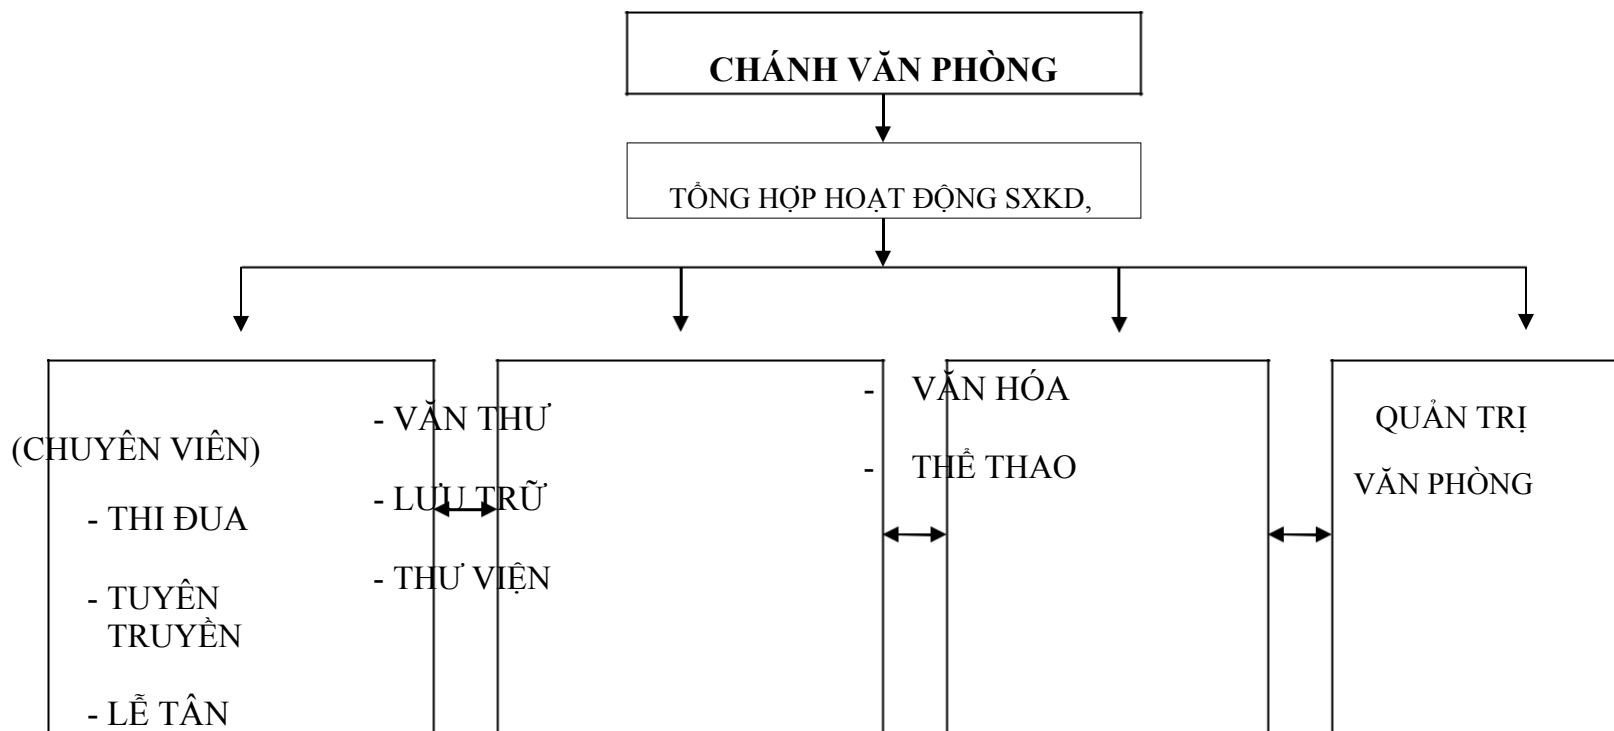 CHÁNH VĂN PHÒNG
TỔNG HỢP HOẠT ĐỘNG SXKD,
(CHUYÊN VIÊN)
- THI ĐUA
- TUYÊN
TRUYỀN
- LỄ TÂN
- VĂN THƯ
- LƯU TRỮ
- THƯ VIỆN
- VĂN HÓA
- THỂ THAO
QUẢN TRỊ
VĂN PHÒNG